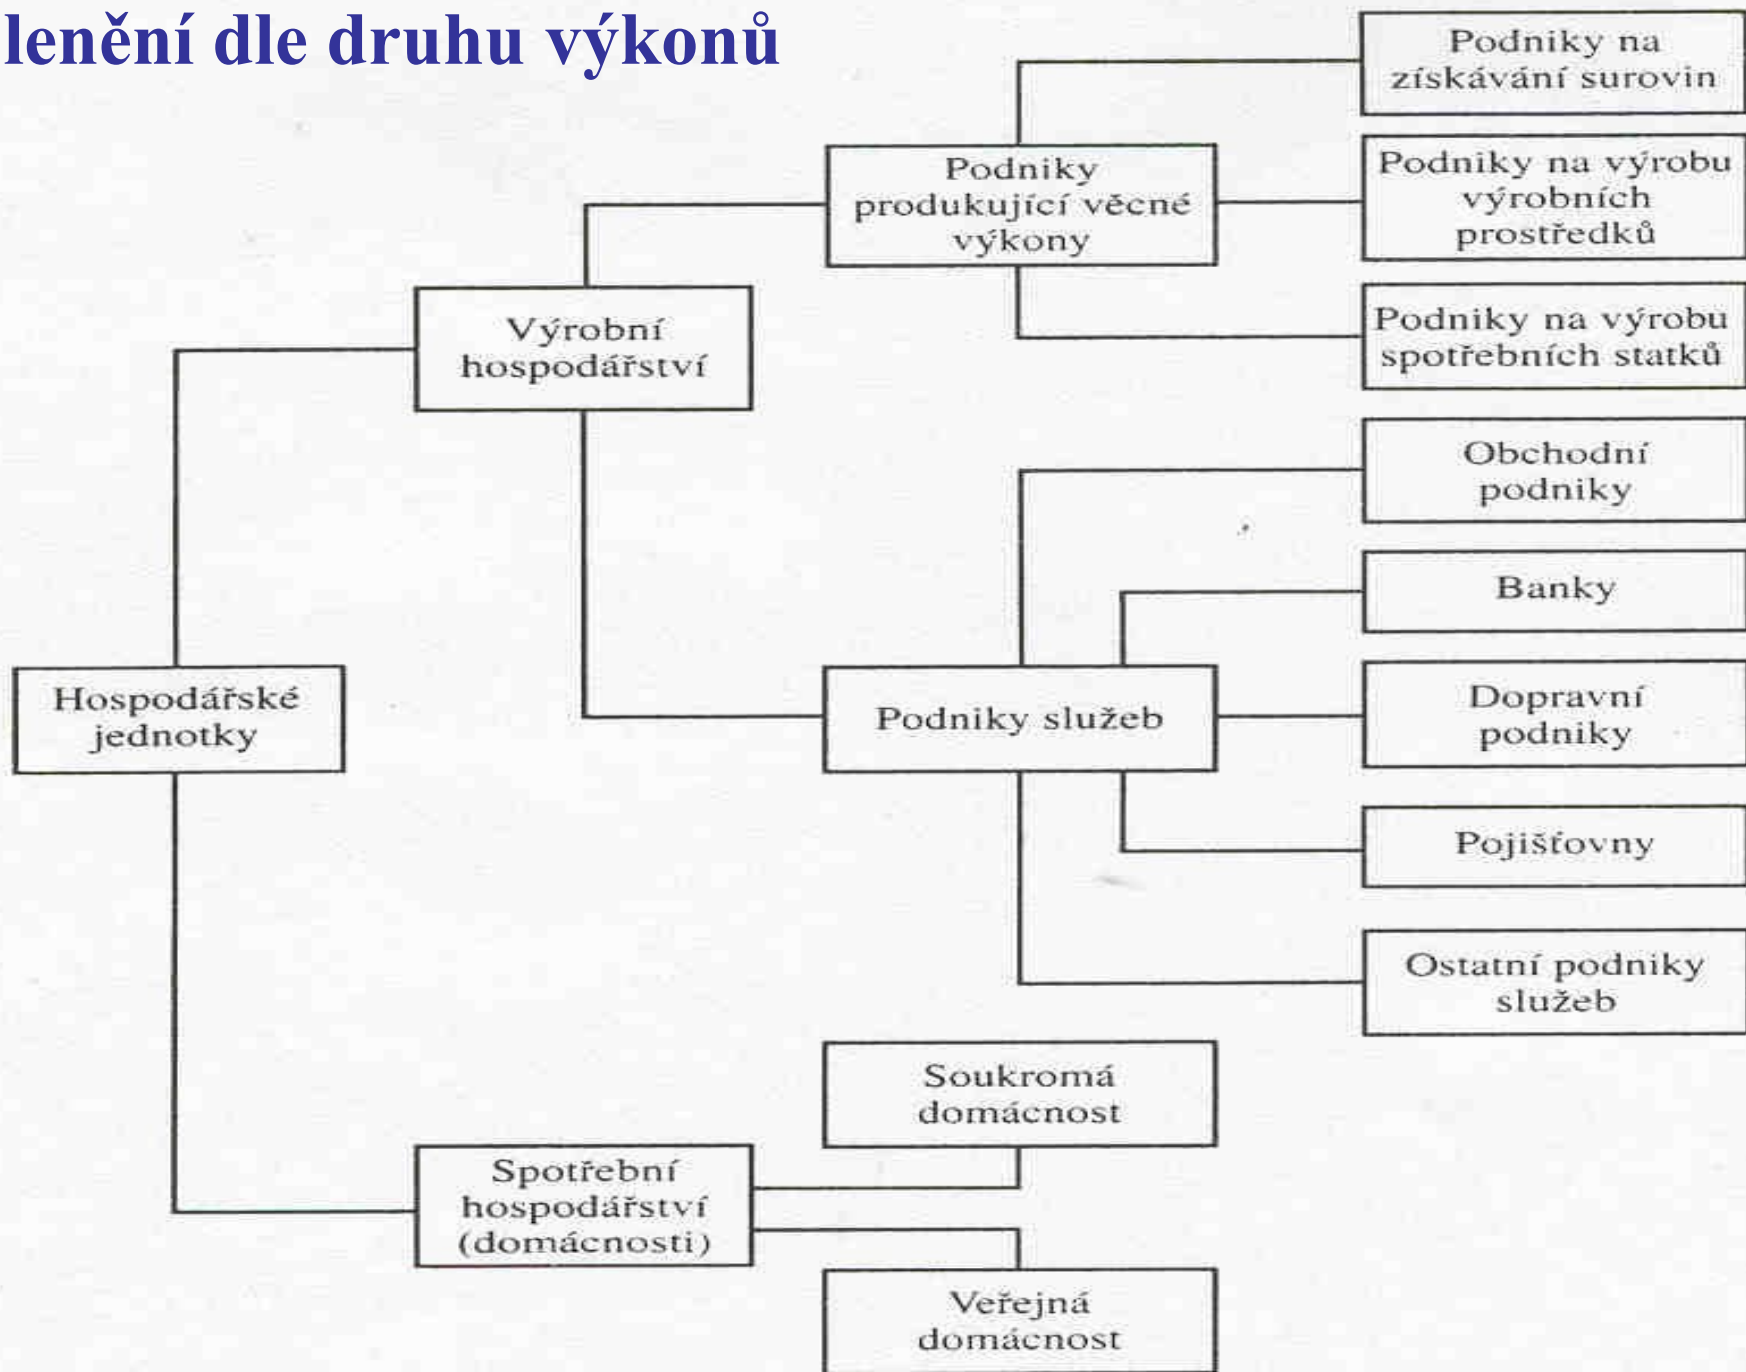 lenění dle druhu výkonů
Podniky na
získávání surovin
Podniky
produkující věcné
výkony
Podniky na výrobu
výrobních
prostředků
Výrobní
hospodářství
Podniky na výrobu
spotřebních statků
Obchodní
podniky
Banky
Hospodářské
jednotky
Podniky služeb
Dopravní
podniky
Pojišťovny
Ostatní podniky
služeb
Soukromá
domácnost
Spotřební
hospodářství
(domácnosti)
Veřejná
domácnost